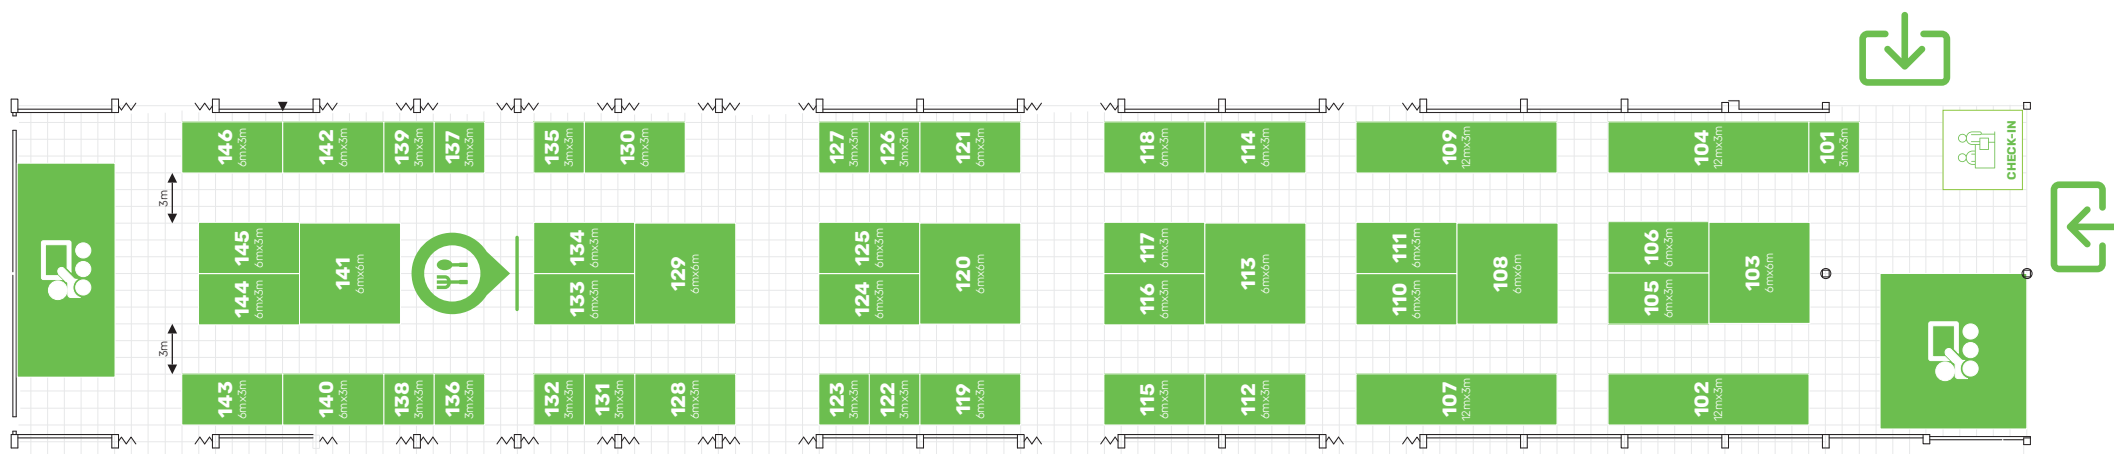 146
6mx3m
142
6mx3m
139
3mx3m
137
3mx3m
135
3mx3m
130
6mx3m
127
3mx3m
126
3mx3m
121
6mx3m
118
6mx3m
114
6mx3m
109
12mx3m
104
12mx3m
101
3mx3m
CHECK-IN
3m
145
6mx3m
144
6mx3m
141
6mx6m
134
6mx3m
133
6mx3m
129
6mx6m
125
6mx3m
124
6mx3m
120
6mx6m
117
6mx3m
116
6mx3m
113
6mx6m
111
6mx3m
110
6mx3m
108
6mx6m
106
6mx3m
105
6mx3m
103
6mx6m
3m
143
6mx3m
140
6mx3m
138
3mx3m
136
3mx3m
132
3mx3m
131
3mx3m
128
6mx3m
123
3mx3m
122
3mx3m
119
6mx3m
115
6mx3m
112
6mx3m
107
12mx3m
102
12mx3m